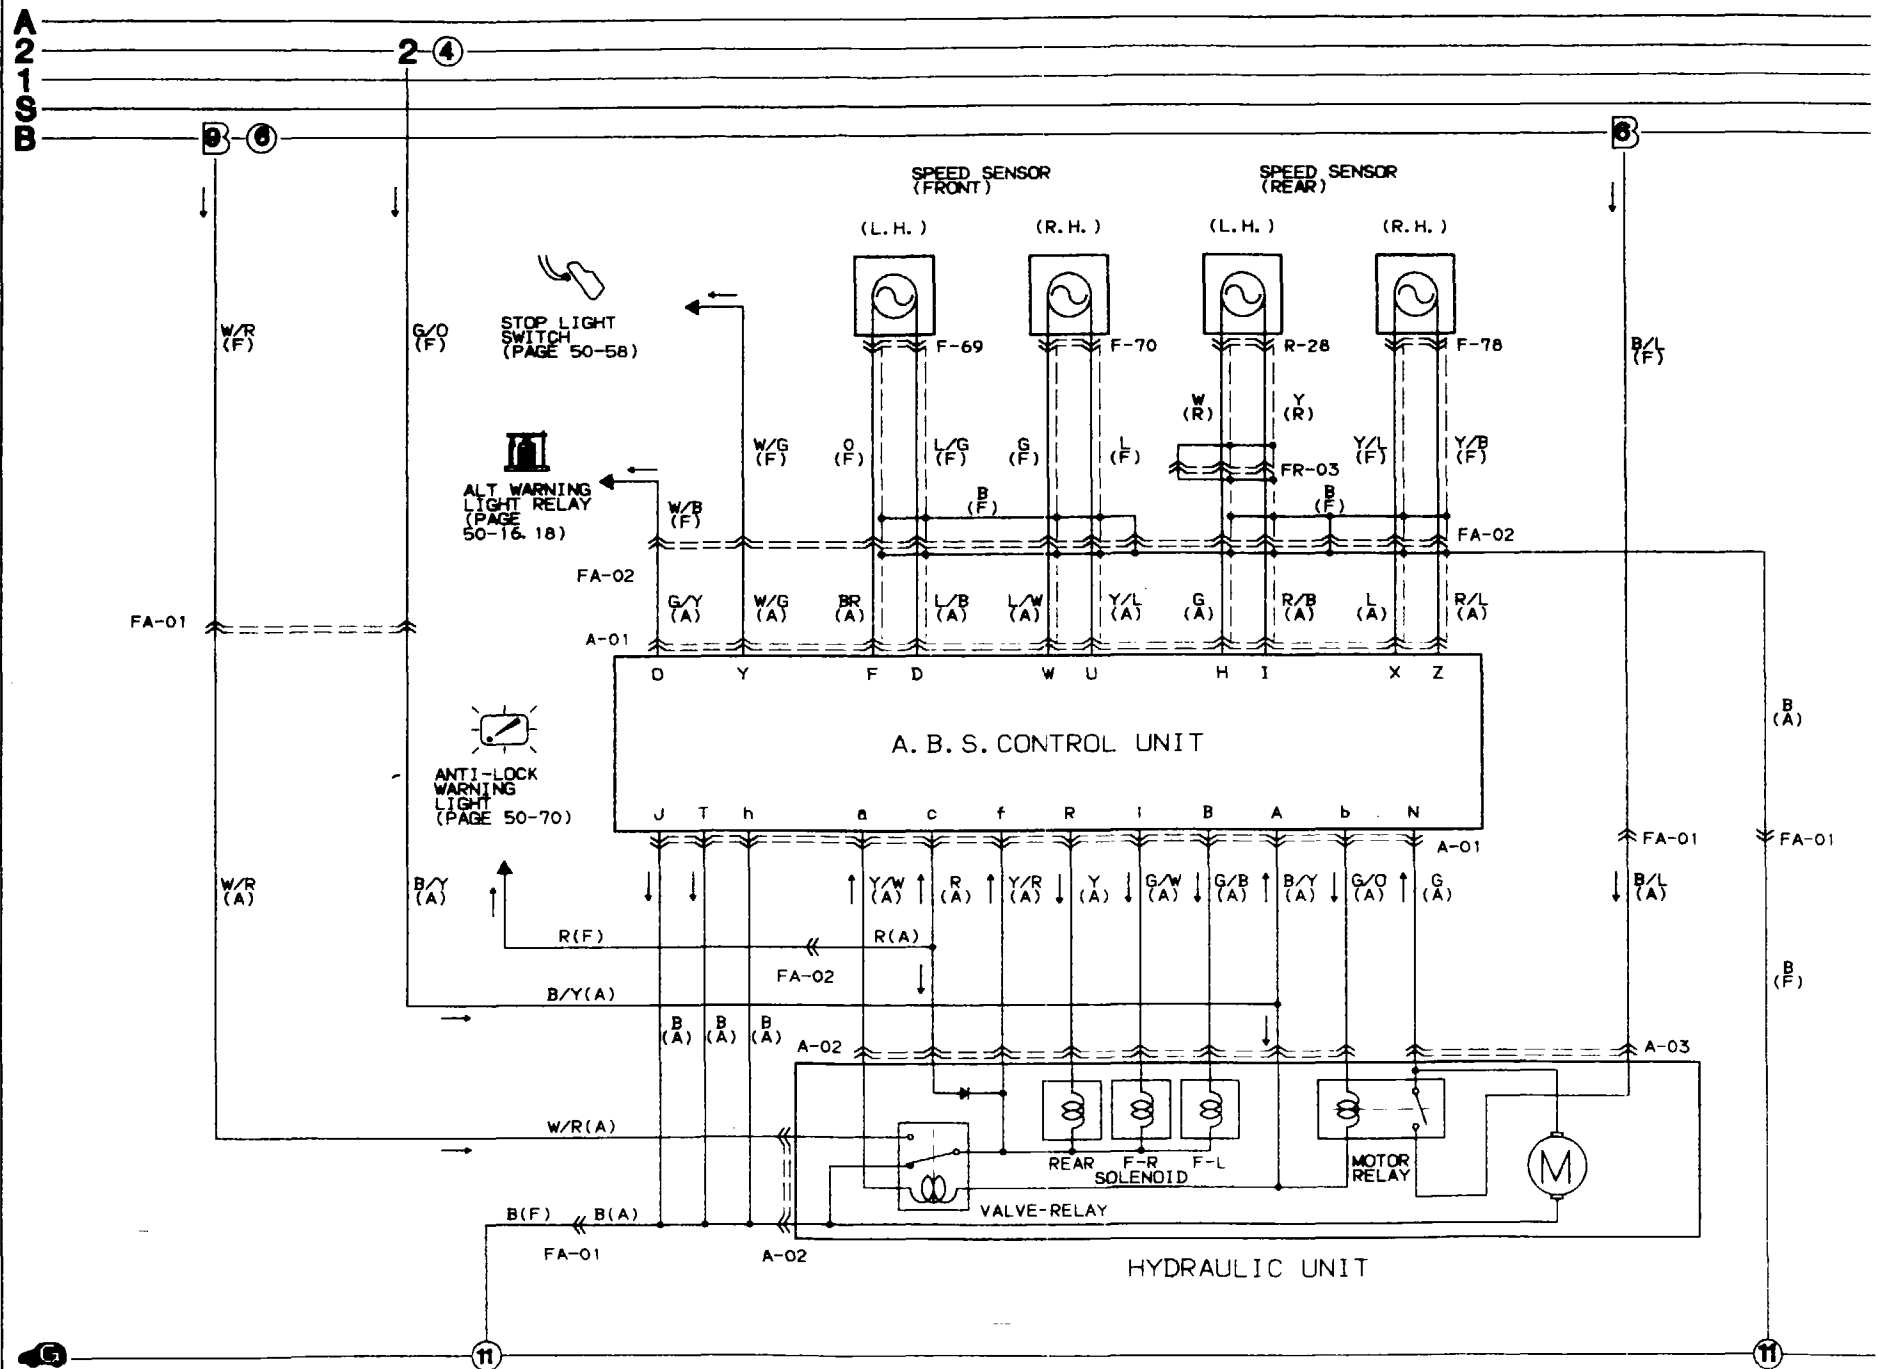 A
2
2 4
1
S
B
B 6
6
SPEED SENSOR
(FRONT)
SPEED SENSOR
(REAR)
(L.H.)
(R.H.)
(L.H.)
(R.H.)
STOP LIGHT
SWITCH
(PAGE 50-58)
W/R
(F)
G/O
(F)
F-69
F-70
R-28
F-78
B/L
(F)
W
(R)
Y
(R)
ALT WARNING
LIGHT RELAY
(PAGE
50-16.18)
W/G
(F)
O
(F)
L/G
(F)
G
(F)
L
(F)
FR-03
Y/L
(F)
Y/B
(F)
W/B
(F)
B
(F)
B
(F)
FA-02
FA-02
G/Y
(A)
W/G
(A)
BR
(A)
L/B
(A)
L/W
(A)
Y/L
(A)
G
(A)
R/B
(A)
L
(A)
R/L
(A)
FA-01
A-01
O Y F D W U H I X Z
B
(A)
A.B.S.CONTROL UNIT
ANTI-LOCK
WARNING
LIGHT
(PAGE 50-70)
J T h a c f R l B A b N
A-01
FA-01
FA-01
W/R
(A)
B/Y
(A)
Y/W
(A)
R
(A)
Y/R
(A)
Y
(A)
G/W
(A)
G/B
(A)
B/Y
(A)
G/O
(A)
G
(A)
B/L
(A)
R(F)
R(A)
FA-02
B
(F)
B/Y(A)
B
(A)
B
(A)
B
(A)
A-02
A-03
W/R(A)
REAR
F-R
F-L
SOLENOID
MOTOR
RELAY
M
VALVE-RELAY
B(F)
B(A)
FA-01
A-02
HYDRAULIC UNIT
G
11
11